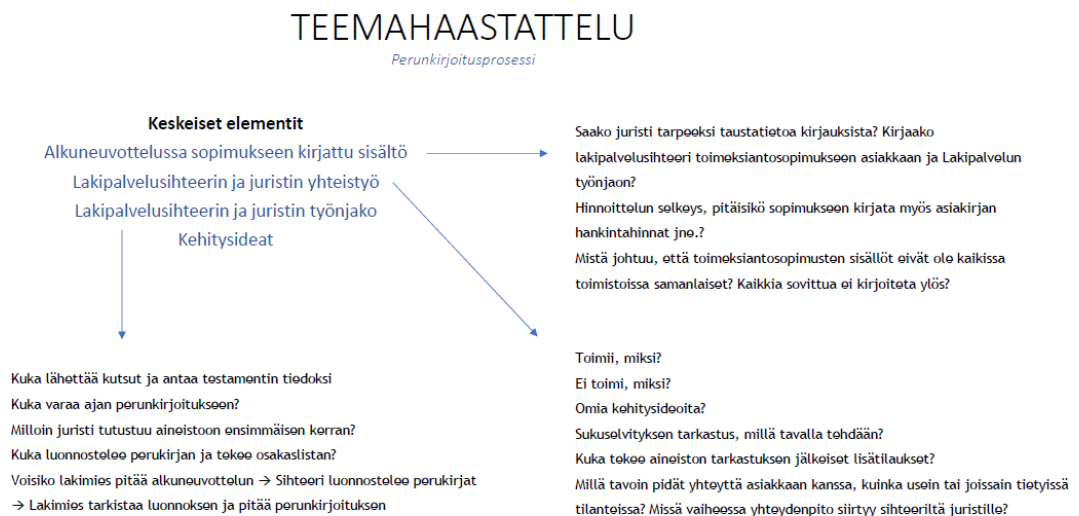 TEEMAHAASTATTELU
Perunkirjoitusprosessi
Keskeiset elementit
Alkuneuvottelussa sopimukseen kirjattu sisältö
Lakipalvelusihteerin ja juristin yhteistyö
Lakipalvelusihteerin ja juristin työnjako
Kehitysideat
Saako juristi tarpeeksi taustatietoa kirjauksista? Kirjaako
lakipalvelusihteeri toimeksiantosopimukseen asiakkaan ja Lakipalvelun
työnjaon?
Hinnoittelun selkeys, pitäisikö sopimukseen kirjata myös asiakirjan
hankintahinnat jne.?
Mistä johtuu, että toimeksiantosopimusten sisällöt eivät ole kaikissa
toimistoissa samanlaiset? Kaikkia sovittua ei kirjoiteta ylös?
Kuka lähettää kutsut ja antaa testamentin tiedoksi
Kuka varaa ajan perunkirjoitukseen?
Milloin juristi tutustuu aineistoon ensimmäisen kerran?
Kuka luonnostelee perukirjan ja tekee osakaslistan?
Voisiko lakimies pitää alkuneuvottelun → Sihteeri luonnostelee perukirjat
→ Lakimies tarkistaa luonnoksen ja pitää perunkirjoituksen
Toimii, miksi?
Ei toimi, miksi?
Omia kehitysideoita?
Sukuselvityksen tarkastus, millä tavalla tehdään?
Kuka tekee aineiston tarkastuksen jälkeiset lisätilaukset?
Millä tavoin pidät yhteyttä asiakkaan kanssa, kuinka usein tai joissain tietyissä
tilanteissa? Missä vaiheessa yhteydenpito siirtyy sihteeriltä juristille?